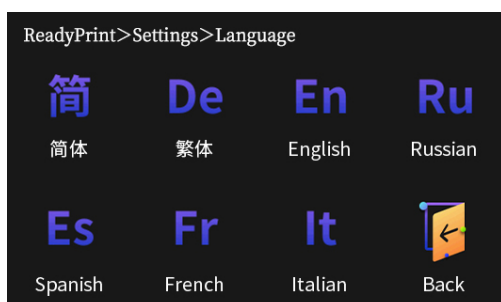 ReadyPrint>Settings>Language
简 De En Ru
简体 繁体 English Russian
Es Fr It
Spanish French Italian Back